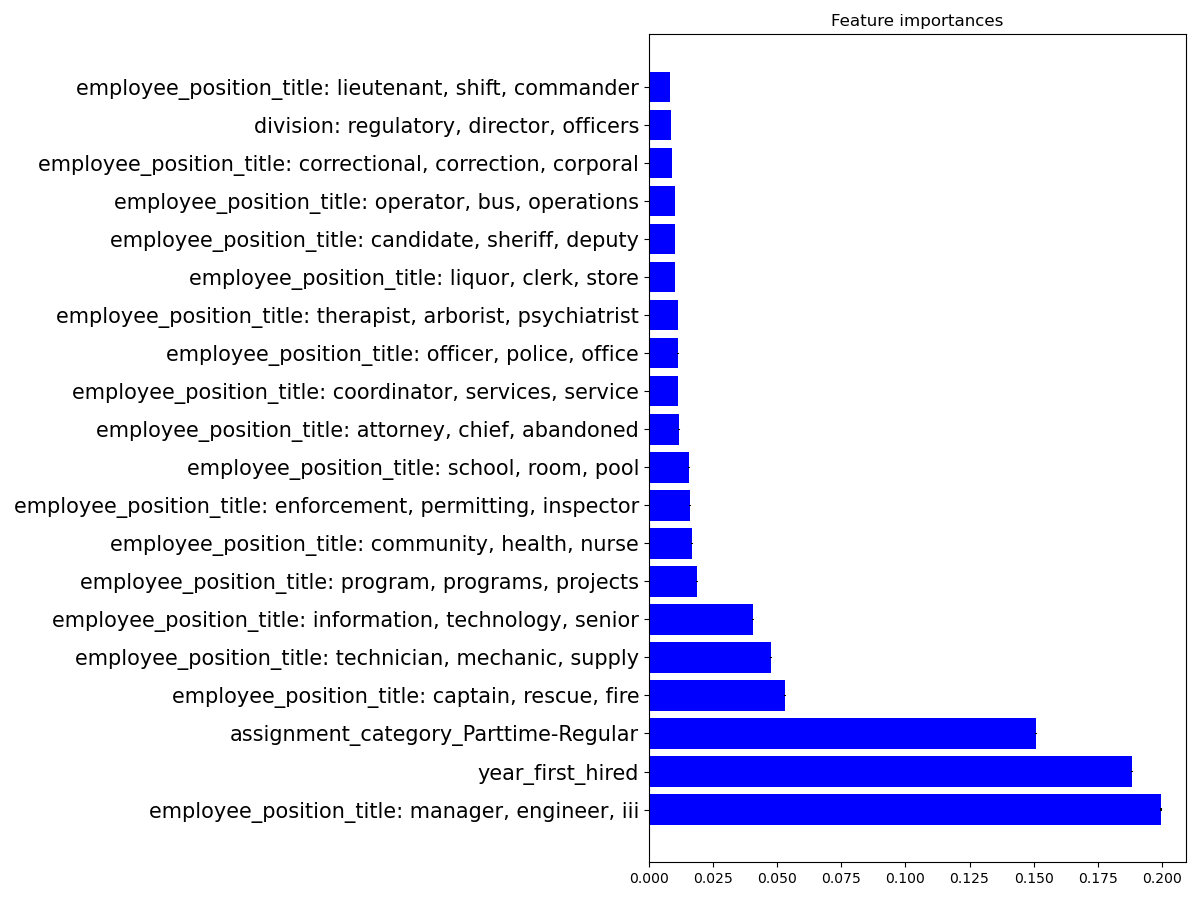 Feature importances
employee_position_title: lieutenant, shift, commander
division: regulatory, director, officers
employee_position_title: correctional, correction, corporal
employee_position_title: operator, bus, operations
employee_position_title: candidate, sheriff, deputy
employee_position_title: liquor, clerk, store
employee_position_title: therapist, arborist, psychiatrist
employee_position_title: officer, police, office
employee_position_title: coordinator, services, service
employee_position_title: attorney, chief, abandoned
employee_position_title: school, room, pool
employee_position_title: enforcement, permitting, inspector
employee_position_title: community, health, nurse
employee_position_title: program, programs, projects
employee_position_title: information, technology, senior
employee_position_title: technician, mechanic, supply
employee_position_title: captain, rescue, fire
assignment_category_Parttime-Regular
year_first_hired
employee_position_title: manager, engineer, iii
0.000 0.025 0.050 0.075 0.100 0.125 0.150 0.175 0.200